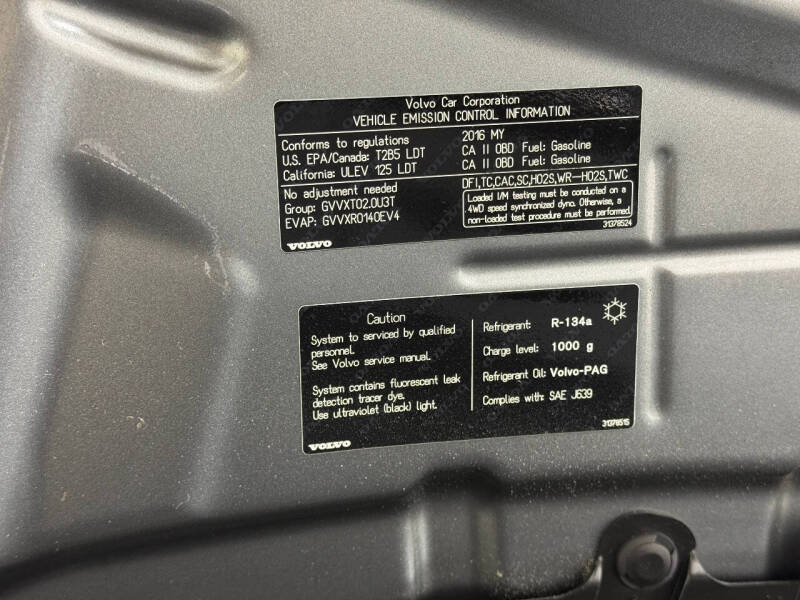 Volvo Car Corporation
VEHICLE EMISSION CONTROL INFORMATION
Conforms to regulations 2016 MY
U.S. EPA/Canada: T2B5 LDT CA II OBD Fuel: Gasoline
California: ULEV 125 LDT CA II OBD Fuel: Gasoline
No adjustment needed
Group: GVVXT02.0U3T
EVAP: GVVXR0140EV4
DFI,TC,CAC,SC,HO2S,WR-HO2S,TWC
Loaded I/M testing must be conducted on a
4WD speed synchronized dyno. Otherwise, a
non-loaded test procedure must be performed.
VOLVO
31378524
Caution
System to serviced by qualified
personnel.
See Volvo service manual.
System contains fluorescent leak
detection tracer dye.
Use ultraviolet (black) light.
Refrigerant: R-134a
Charge level: 1000 g
Refrigerant Oil: Volvo-PAG
Complies with: SAE J639
VOLVO
31378515